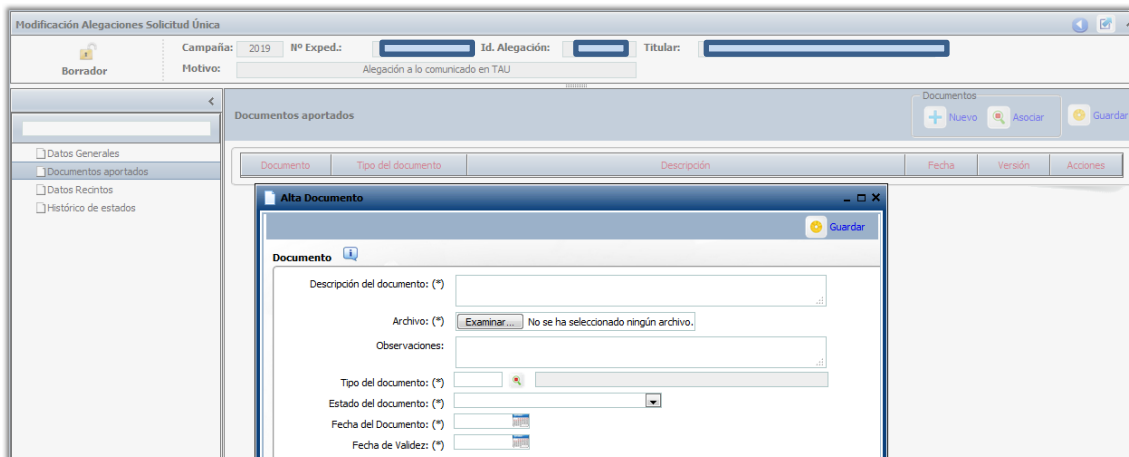 Modificación Alegaciones Solicitud Única
Campaña: 2019 Nº Exped.: Id. Alegación: Titular:
Borrador
Motivo: Alegación a lo comunicado en TAU
Documentos aportados
Documentos
Nuevo Asociar Guardar
Datos Generales
Documentos aportados
Datos Recintos
Histórico de estados
Documento Tipo del documento Descripción Fecha Versión Acciones
Alta Documento
Guardar
Documento
Descripción del documento: (*)
Archivo: (*) Examinar... No se ha seleccionado ningún archivo.
Observaciones:
Tipo del documento: (*)
Estado del documento: (*)
Fecha del Documento: (*)
Fecha de Validez: (*)